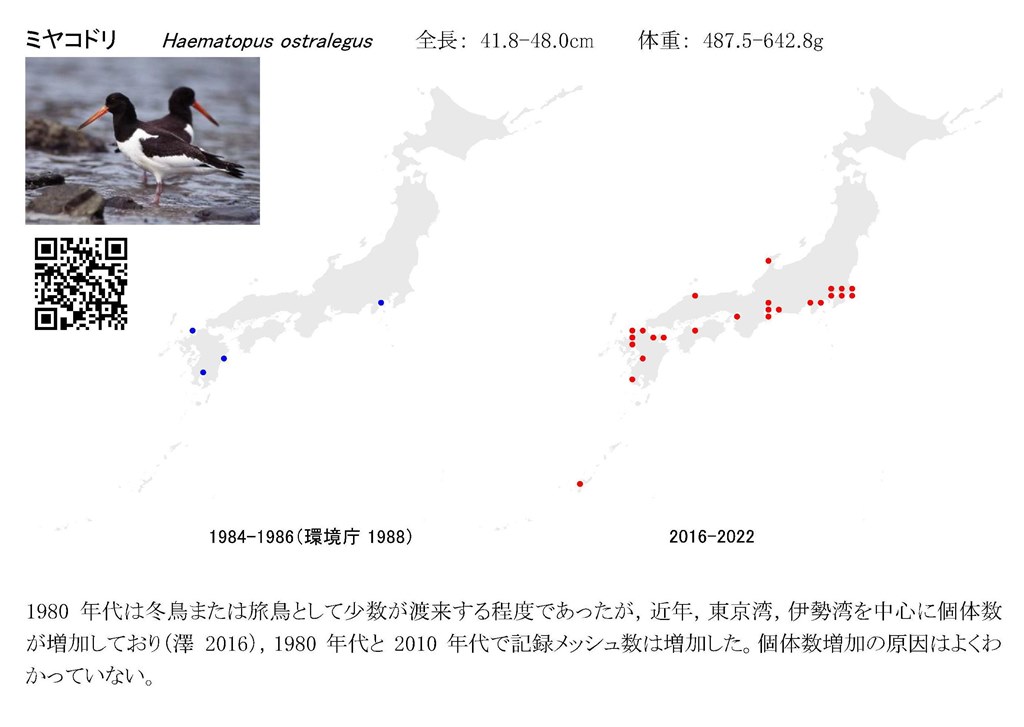 ミヤコドリ Haematopus ostralegus 全長： 41.8-48.0cm 体重： 487.5-642.8g
1984-1986（環境庁 1988） 2016-2022
1980 年代は冬鳥または旅鳥として少数が渡来する程度であったが，近年，東京湾，伊勢湾を中心に個体数
が増加しており（澤 2016），1980 年代と 2010 年代で記録メッシュ数は増加した。個体数増加の原因はよくわ
かっていない。